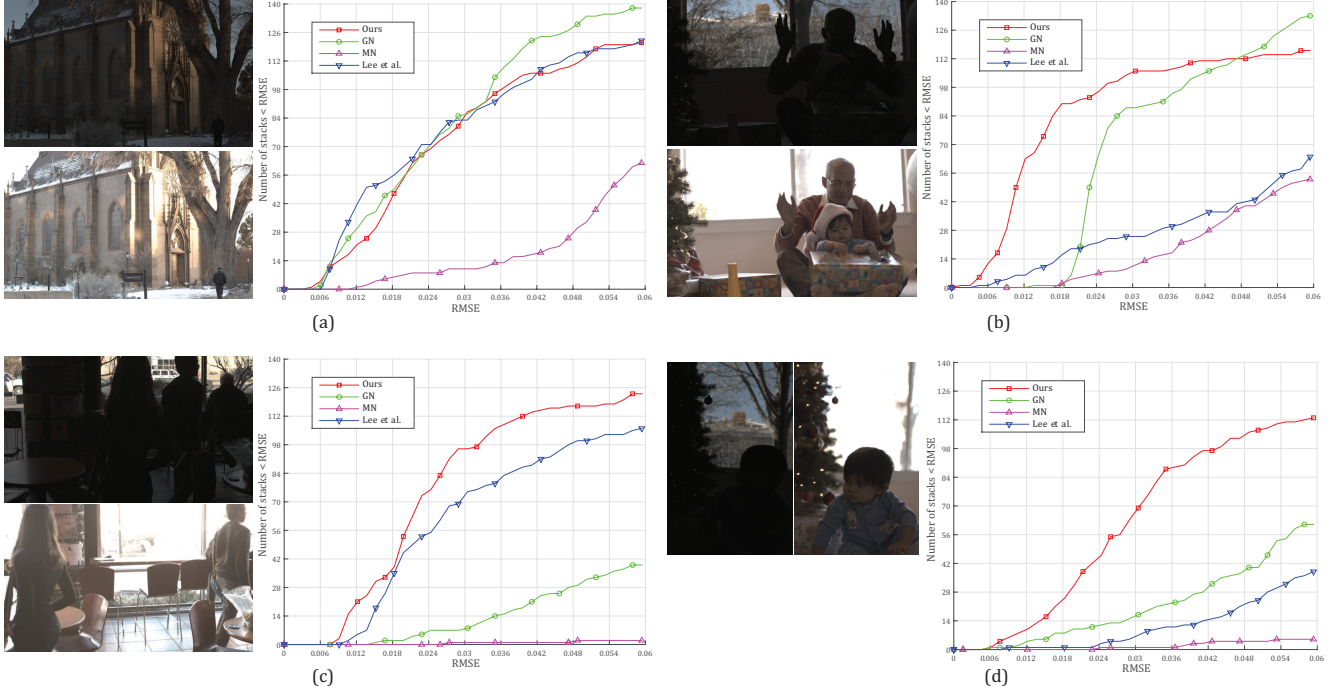 140
126
112
98
84
70
56
42
28
14
0
Number of stacks < RMSE
Ours
GN
MN
Lee et al.
0 0.006 0.012 0.018 0.024 0.03 0.036 0.042 0.048 0.054 0.06
RMSE
(a)
140
126
112
98
84
70
56
42
28
14
0
Number of stacks < RMSE
Ours
GN
MN
Lee et al.
0 0.006 0.012 0.018 0.024 0.03 0.036 0.042 0.048 0.054 0.06
RMSE
(b)
140
126
112
98
84
70
56
42
28
14
0
Number of stacks < RMSE
Ours
GN
MN
Lee et al.
0 0.006 0.012 0.018 0.024 0.03 0.036 0.042 0.048 0.054 0.06
RMSE
(c)
140
126
112
98
84
70
56
42
28
14
0
Number of stacks < RMSE
Ours
GN
MN
Lee et al.
0 0.006 0.012 0.018 0.024 0.03 0.036 0.042 0.048 0.054 0.06
RMSE
(d)